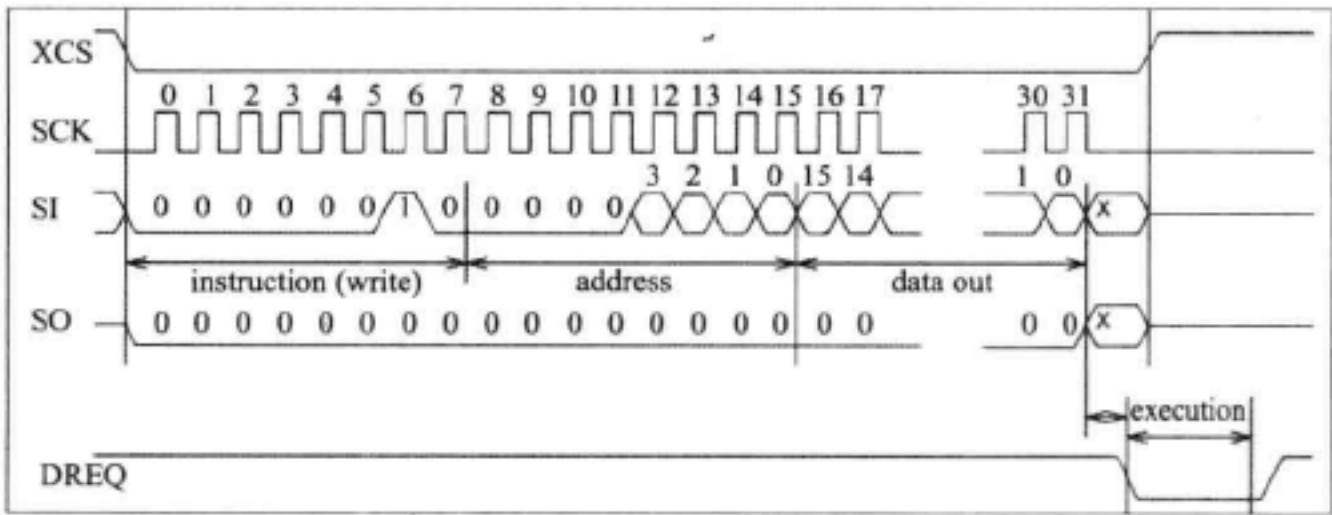 XCS
0 1 2 3 4 5 6 7 8 9 10 11 12 13 14 15 16 17 30 31
SCK
3 2 1 0 15 14 1 0
SI 0 0 0 0 0 0 1 0 0 0 0 0 X
instruction (write) address data out
SO 0 0 0 0 0 0 0 0 0 0 0 0 0 0 0 0 0 0 0 0 X
execution
DREQ